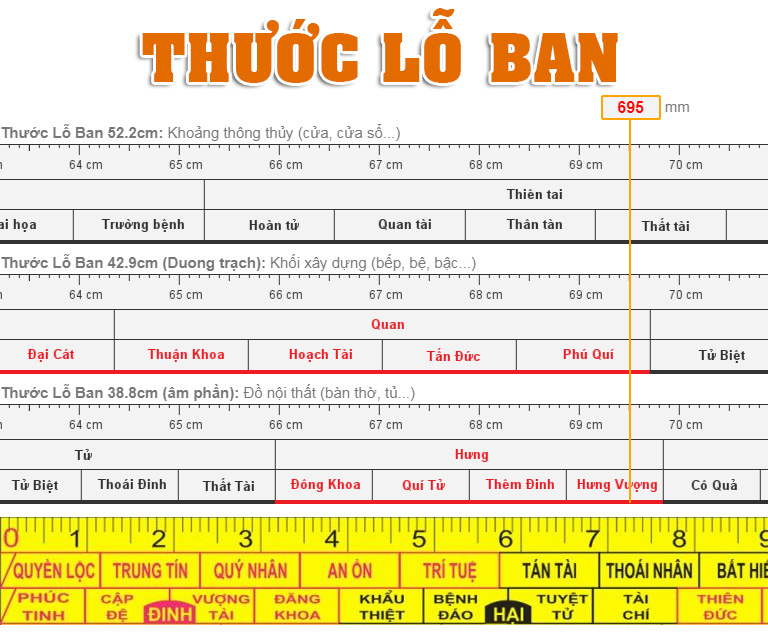 THƯỚC LỖ BAN
695 mm
Thước Lỗ Ban 52.2cm: Khoảng thông thủy (cửa, cửa sổ...)
64 cm 65 cm 66 cm 67 cm 68 cm 69 cm 70 cm
Thiên tai
ai họa Trường bệnh Hoàn tử Quan tài Thân tàn Thất tài
Thước Lỗ Ban 42.9cm (Duong trạch): Khối xây dựng (bếp, bệ, bậc...)
64 cm 65 cm 66 cm 67 cm 68 cm 69 cm 70 cm
Quan
Đại Cát Thuận Khoa Hoạch Tài Tấn Đức Phú Quí Tử Biệt
Thước Lỗ Ban 38.8cm (âm phần): Đồ nội thất (bàn thờ, tủ...)
64 cm 65 cm 66 cm 67 cm 68 cm 69 cm 70 cm
Tử Hưng
Tử Biệt Thoái Đinh Thất Tài Đỗ Khoa Quí Tử Thêm Đinh Hưng Vượng Cô Quả
0 1 2 3 4 5 6 7 8 9
QUYỀN LỘC TRUNG TÍN QUÝ NHÂN AN ỔN TRÍ TUỆ TÁN TÀI THOÁI NHÂN BẤT HIẾ
PHÚC CẬP VƯỢNG ĐĂNG KHẨU BỆNH TUYỆT TÀI THIÊN
TINH ĐỆ ĐINH TÀI KHOA THIỆT ĐÁO HẠI TỬ CHÍ ĐỨC